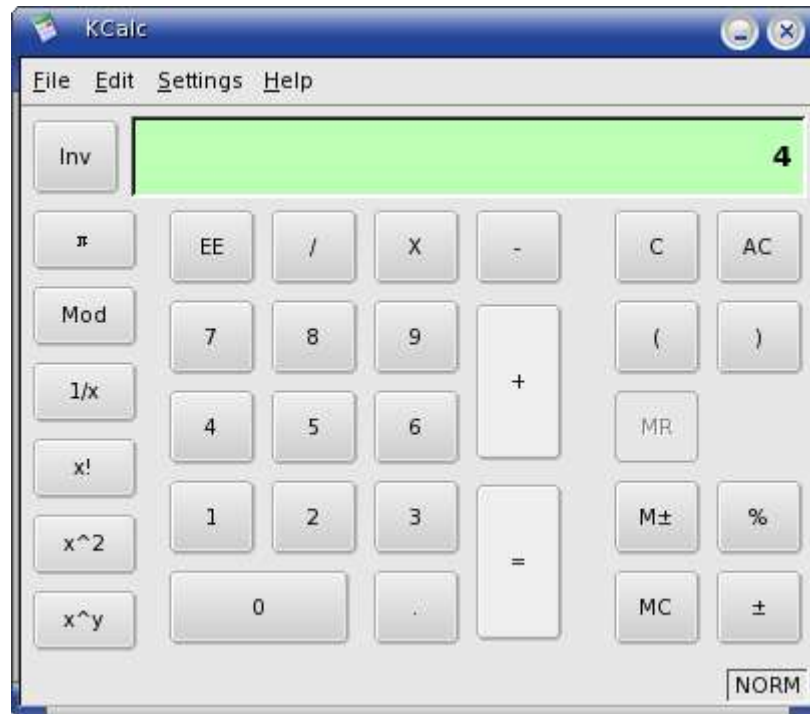 KCalc
File Edit Settings Help
Inv 4
π EE / X - C AC
Mod 7 8 9 + ( )
1/x 4 5 6 MR
x!
x^2 1 2 3 = M± %
x^y 0 . MC ±
NORM